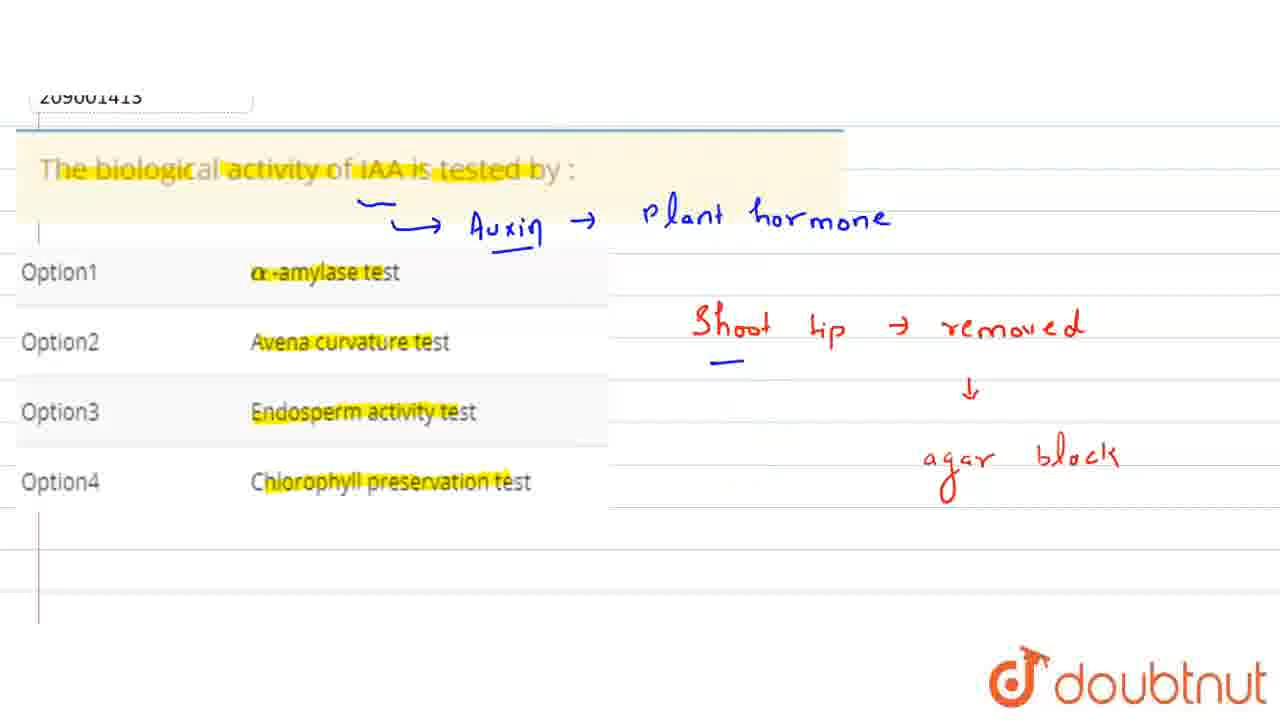 209001413
The biological activity of IAA is tested by :
→ Auxin → Plant hormone
Option1 α -amylase test
Option2 Avena curvature test
Shoot tip → removed
↓
Option3 Endosperm activity test
agar block
Option4 Chlorophyll preservation test
doubtnut